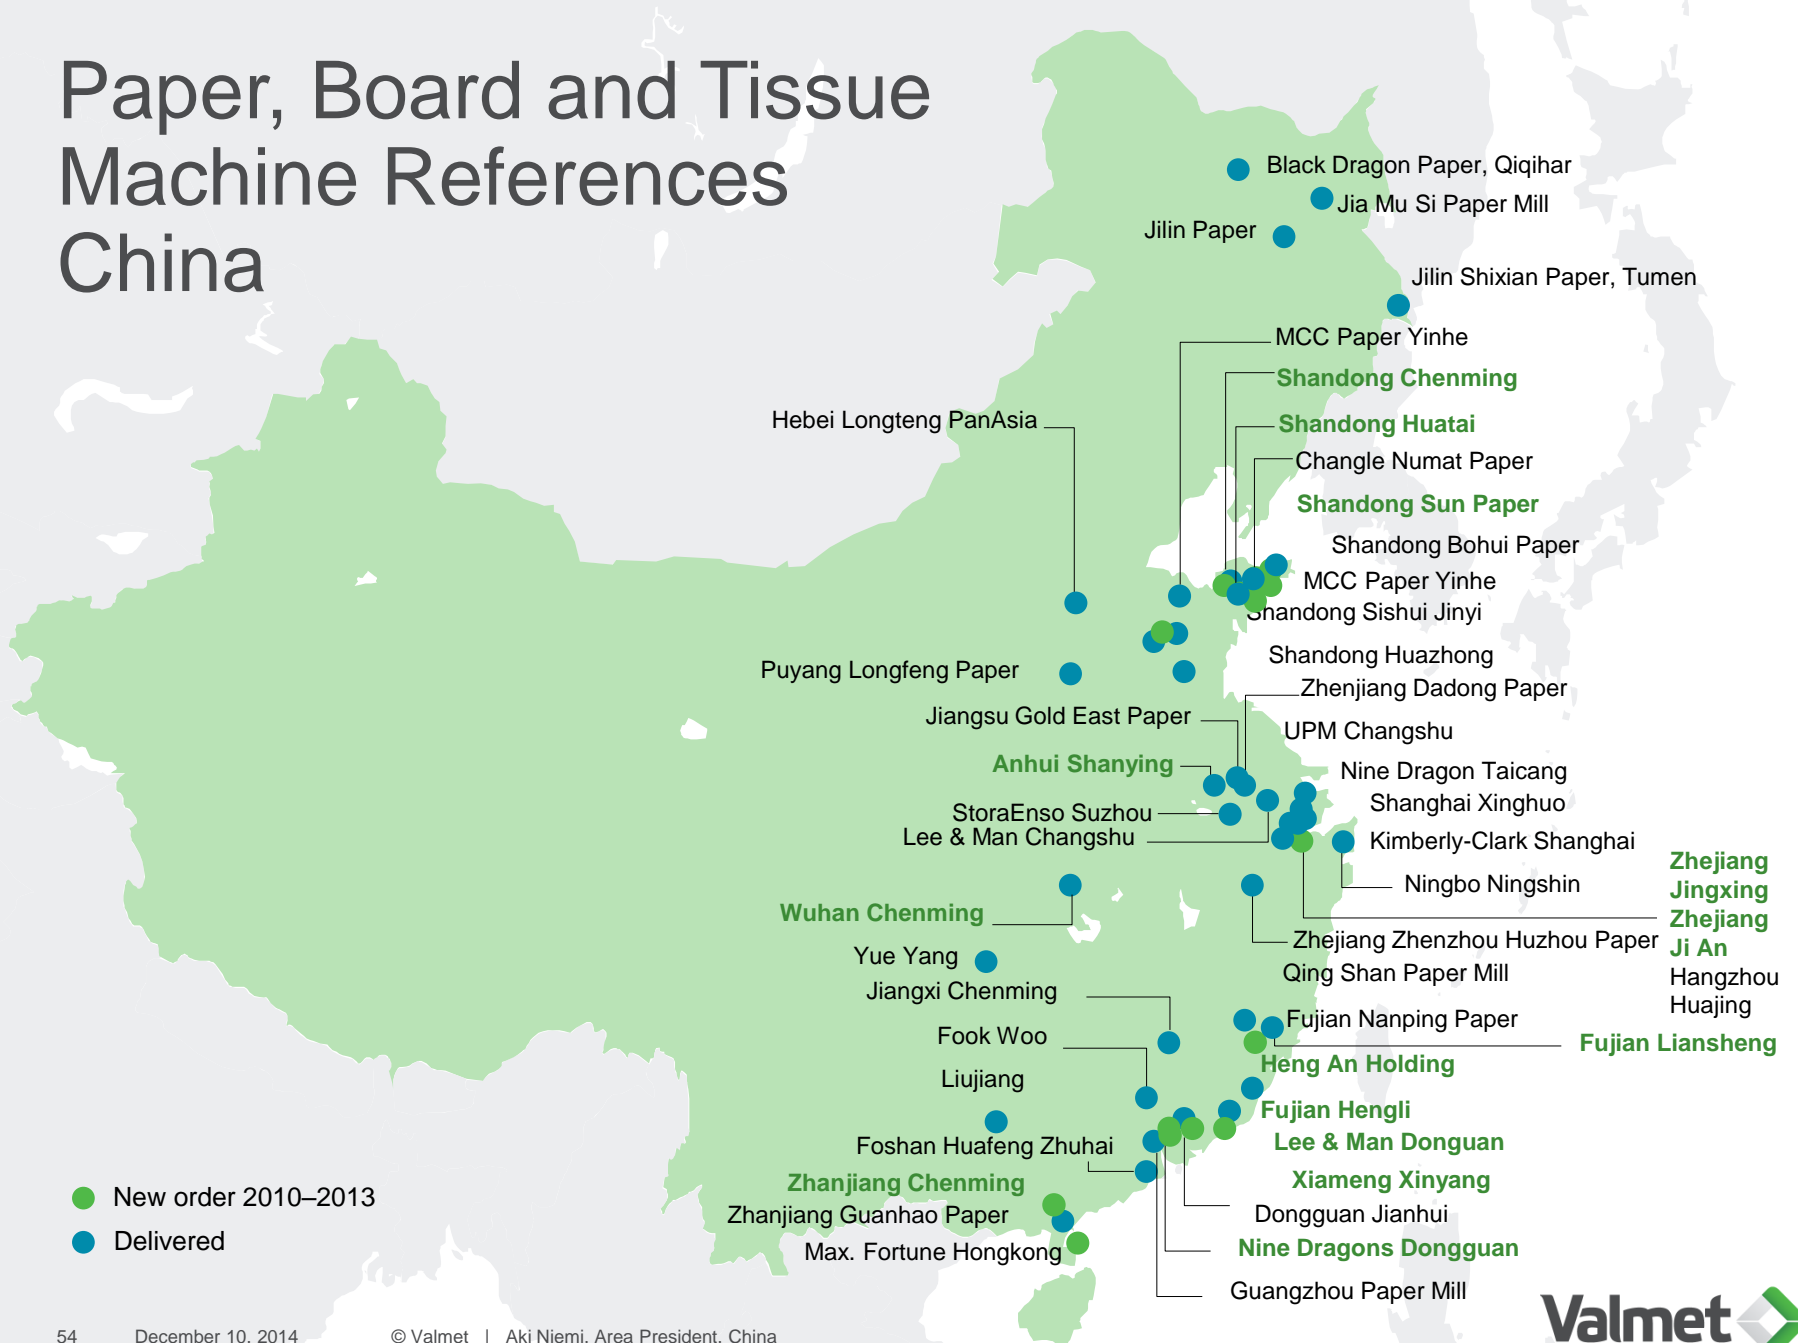 Paper, Board and Tissue
Machine References
China
Black Dragon Paper, Qiqihar
Jia Mu Si Paper Mill
Jilin Paper
Jilin Shixian Paper, Tumen
MCC Paper Yinhe
Shandong Chenming
Hebei Longteng PanAsia
Shandong Huatai
Changle Numat Paper
Shandong Sun Paper
Shandong Bohui Paper
MCC Paper Yinhe
Shandong Sishui Jinyi
Shandong Huazhong
Puyang Longfeng Paper
Zhenjiang Dadong Paper
Jiangsu Gold East Paper
UPM Changshu
Anhui Shanying
Nine Dragon Taicang
Shanghai Xinghuo
StoraEnso Suzhou
Lee & Man Changshu
Kimberly-Clark Shanghai
Zhejiang
Jingxing
Zhejiang
Ji An
Hangzhou
Huajing
Ningbo Ningshin
Wuhan Chenming
Zhejiang Zhenzhou Huzhou Paper
Yue Yang
Qing Shan Paper Mill
Jiangxi Chenming
Fujian Nanping Paper
Fook Woo
Fujian Liansheng
Heng An Holding
Liujiang
Fujian Hengli
Foshan Huafeng Zhuhai
Lee & Man Donguan
Zhanjiang Chenming
Xiameng Xinyang
Zhanjiang Guanhao Paper
Dongguan Jianhui
Max. Fortune Hongkong
Nine Dragons Dongguan
Guangzhou Paper Mill
New order 2010–2013
Delivered
Valmet
54 December 10, 2014 © Valmet | Aki Niemi, Area President, China